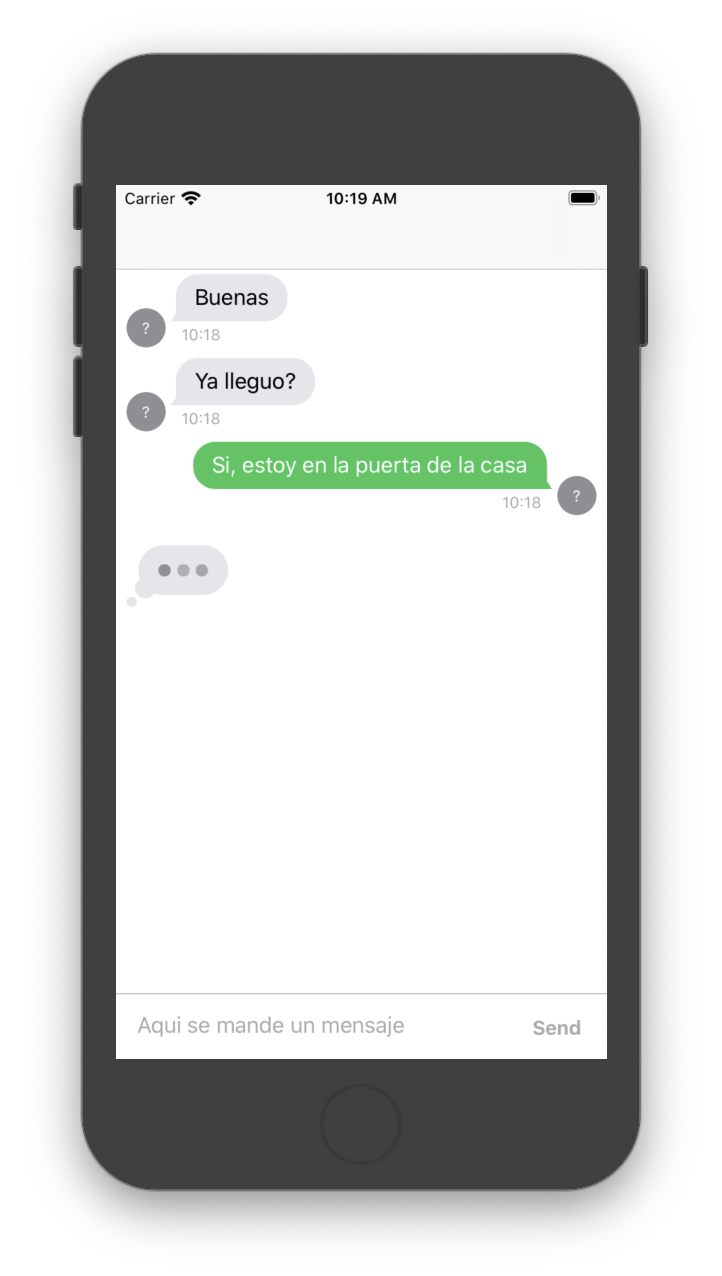 Carrier 10:19 AM
Buenas
?
10:18
Ya lleguo?
?
10:18
Si, estoy en la puerta de la casa
?
10:18
Aqui se mande un mensaje Send